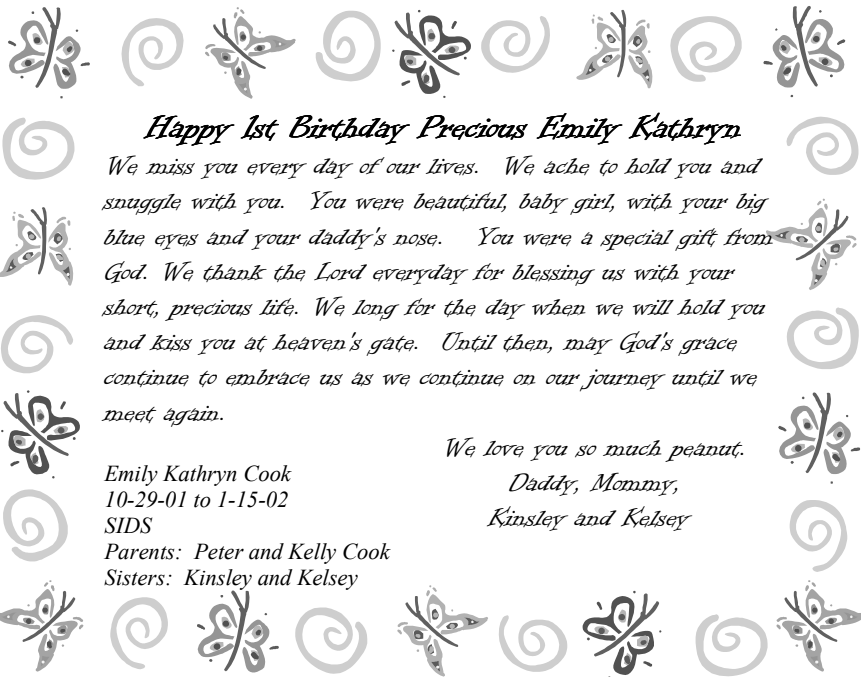 Happy 1st Birthday Precious Emily Kathryn
We miss you every day of our lives. We ache to hold you and
snuggle with you. You were beautiful, baby girl, with your big
blue eyes and your daddy's nose. You were a special gift from
God. We thank the Lord everyday for blessing us with your
short, precious life. We long for the day when we will hold you
and kiss you at heaven's gate. Until then, may God's grace
continue to embrace us as we continue on our journey until we
meet again.
We love you so much peanut.
Daddy, Mommy,
Kinsley and Kelsey
Emily Kathryn Cook
10-29-01 to 1-15-02
SIDS
Parents: Peter and Kelly Cook
Sisters: Kinsley and Kelsey